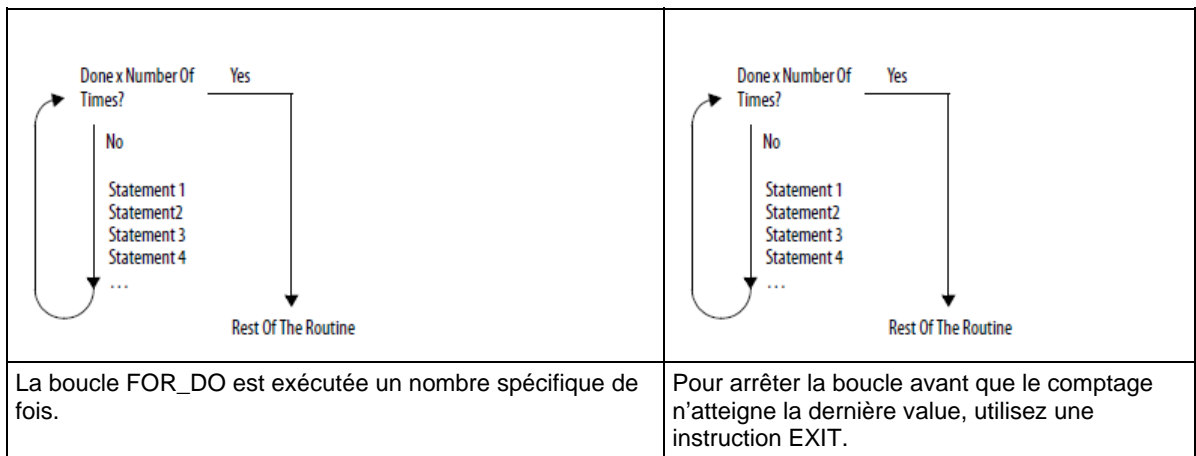 Done x Number Of Yes
Times?
No
Statement 1
Statement2
Statement 3
Statement 4
...
Rest Of The Routine
La boucle FOR_DO est exécutée un nombre spécifique de
fois.
Done x Number Of Yes
Times?
No
Statement 1
Statement2
Statement 3
Statement 4
...
Rest Of The Routine
Pour arrêter la boucle avant que le comptage
n’atteigne la dernière value, utilisez une
instruction EXIT.